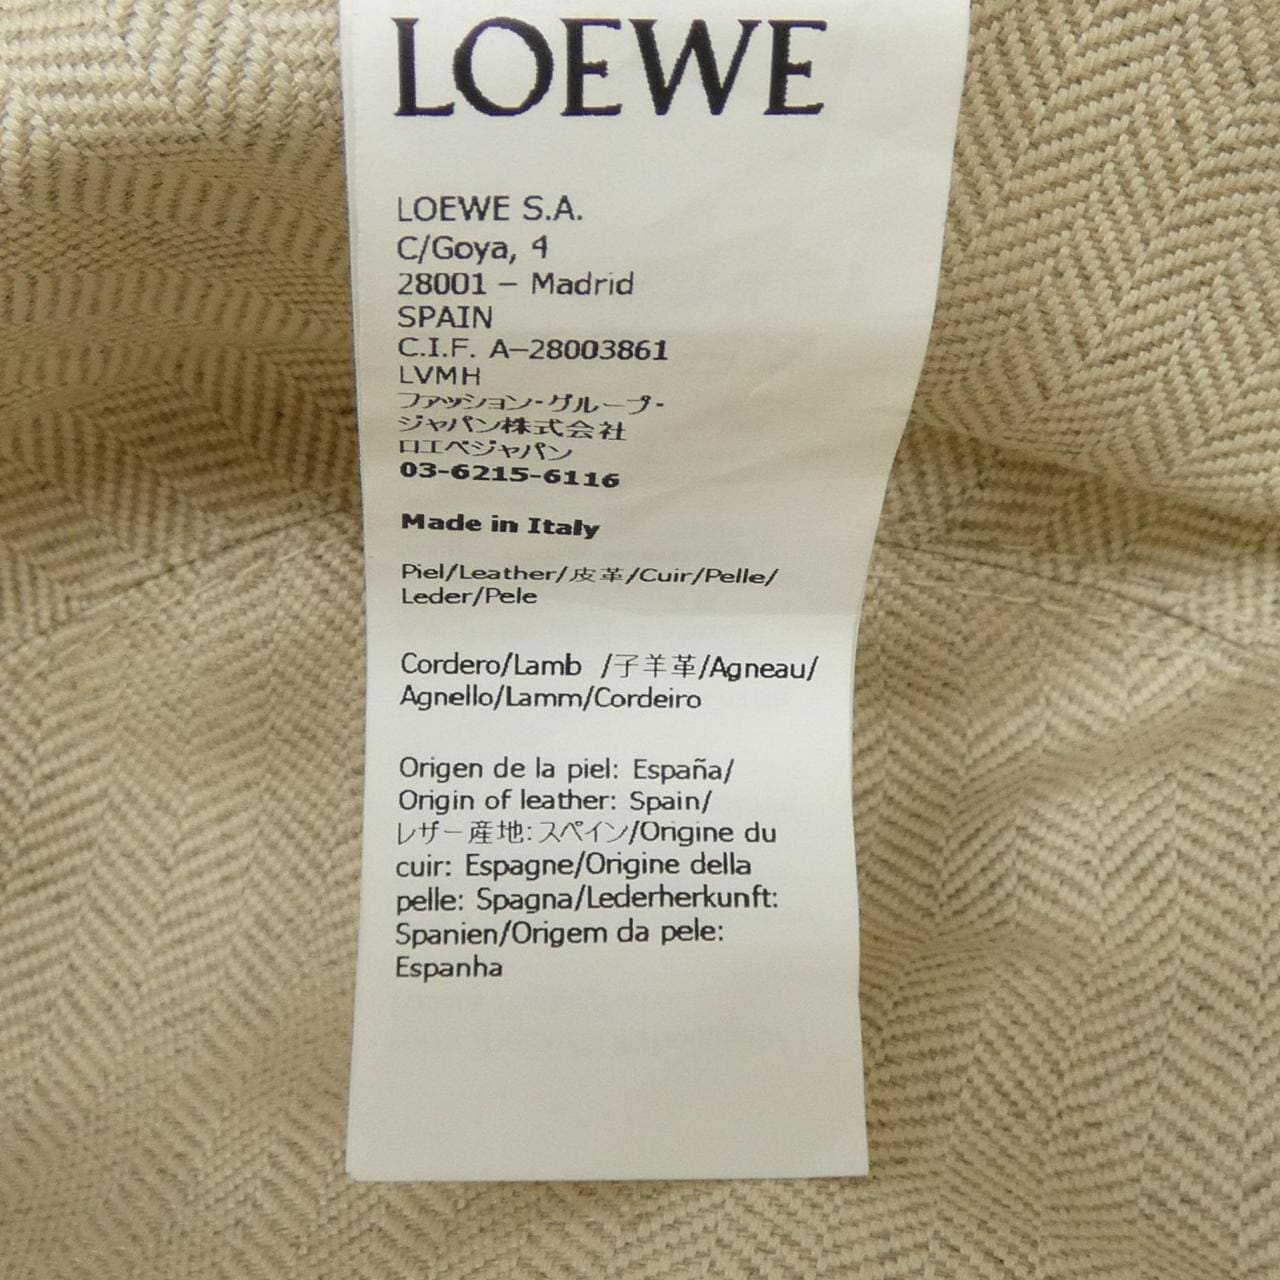 LOEWE
LOEWE S.A.
C/Goya, 4
28001 – Madrid
SPAIN
C.I.F. A–28003861
LVMH
ファッション・グループ・
ジャパン株式会社
ロエベジャパン
03-6215-6116
Made in Italy
Piel/Leather/皮革/Cuir/Pelle/
Leder/Pele
Cordero/Lamb /子羊革/Agneau/
Agnello/Lamm/Cordeiro
Origen de la piel: España/
Origin of leather: Spain/
レザー産地:スペイン/Origine du
cuir: Espagne/Origine della
pelle: Spagna/Lederherkunft:
Spanien/Origem da pele:
Espanha